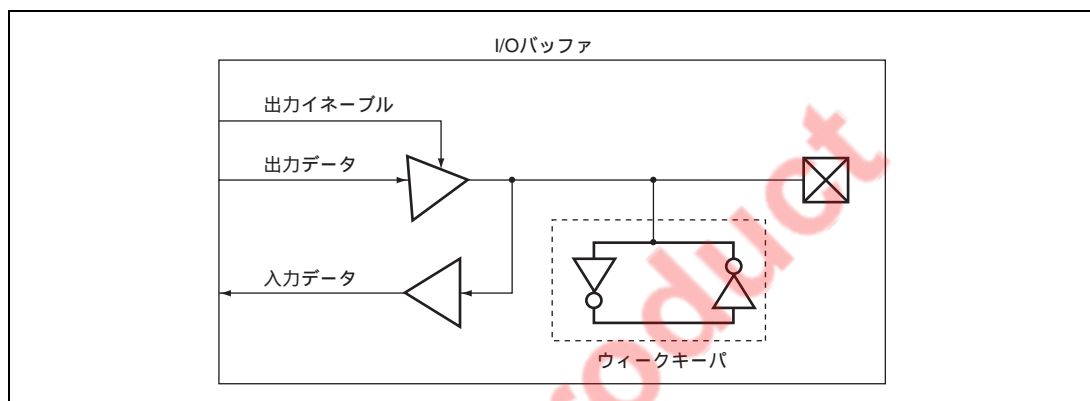 I/Oバッファ
出力イネーブル
出力データ
入力データ
ウィークキーパ
roduct